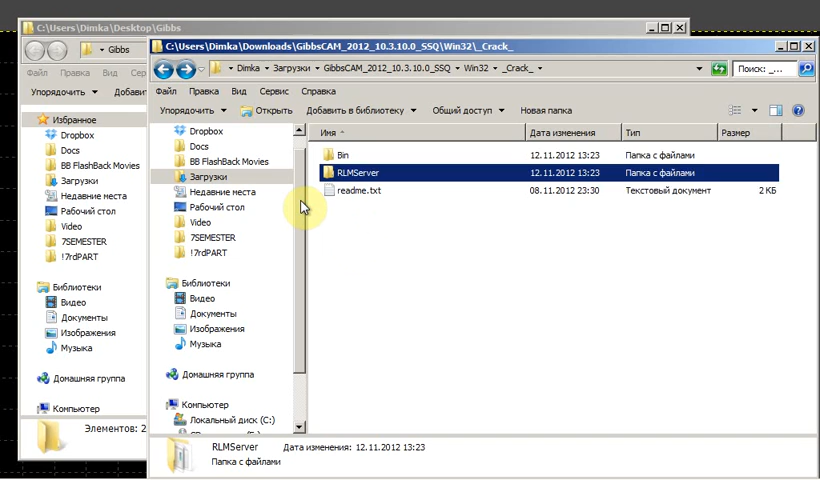 C:\Users\Dimka\Desktop\Gibbs
Gibbs
Файл Правка Вид Сер
Упорядочить Добави
Избранное
Dropbox
Docs
BB FlashBack Movies
Загрузки
Недавние места
Рабочий стол
Video
7SEMESTER
!7rdPART
Библиотеки
Видео
Документы
Изображения
Музыка
Домашняя группа
Компьютер
Элементов: 2
C:\Users\Dimka\Downloads\GibbsCAM_2012_10.3.10.0_SSQ\Win32\_Crack_
Dimka Загрузки GibbsCAM_2012_10.3.10.0_SSQ Win32 _Crack_
Поиск: _...
Файл Правка Вид Сервис Справка
Упорядочить Открыть Добавить в библиотеку Общий доступ Новая папка
Dropbox
Docs
BB FlashBack Movies
Загрузки
Недавние места
Рабочий стол
Video
7SEMESTER
!7rdPART
Библиотеки
Видео
Документы
Изображения
Музыка
Домашняя группа
Компьютер
Локальный диск (C:)
Имя Дата изменения Тип Размер
Bin 12.11.2012 13:23 Папка с файлами
RLMServer 12.11.2012 13:23 Папка с файлами
readme.txt 08.11.2012 23:30 Текстовый документ 2 КБ
RLMServer Дата изменения: 12.11.2012 13:23
Папка с файлами